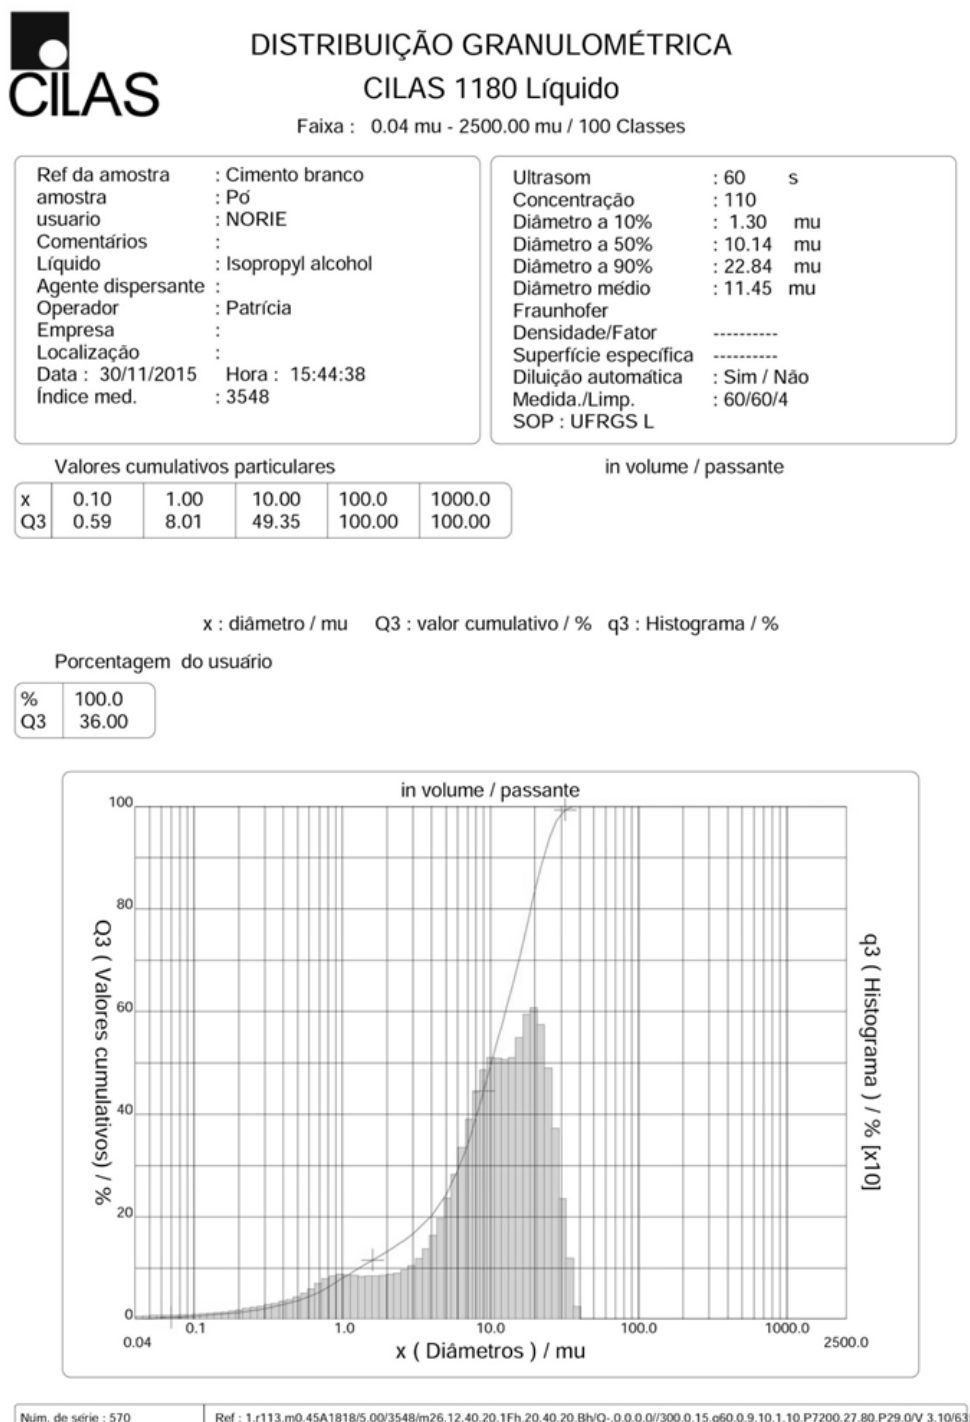 CILAS
DISTRIBUIÇÃO GRANULOMÉTRICA
CILAS 1180 Líquido
Faixa : 0.04 mu - 2500.00 mu / 100 Classes
Ref da amostra : Cimento branco
amostra : Pó
usuario : NORIE
Comentários :
Líquido : Isopropyl alcohol
Agente dispersante :
Operador : Patrícia
Empresa :
Localização :
Data : 30/11/2015 Hora : 15:44:38
Índice med. : 3548
Ultrasom : 60 s
Concentração : 110
Diâmetro a 10% : 1.30 mu
Diâmetro a 50% : 10.14 mu
Diâmetro a 90% : 22.84 mu
Diâmetro médio : 11.45 mu
Fraunhofer
Densidade/Fator ----------
Superfície específica ----------
Diluição automática : Sim / Não
Medida./Limp. : 60/60/4
SOP : UFRGS L
Valores cumulativos particulares in volume / passante
x 0.10 1.00 10.00 100.0 1000.0
Q3 0.59 8.01 49.35 100.00 100.00
x : diâmetro / mu Q3 : valor cumulativo / % q3 : Histograma / %
Porcentagem do usuário
% 100.0
Q3 36.00
in volume / passante
100
80
60
40
20
0
Q3 ( Valores cumulativos) / %
q3 ( Histograma ) / % [x10]
0.04 0.1 1.0 10.0 100.0 1000.0 2500.0
x ( Diâmetros ) / mu
Núm. de série : 570